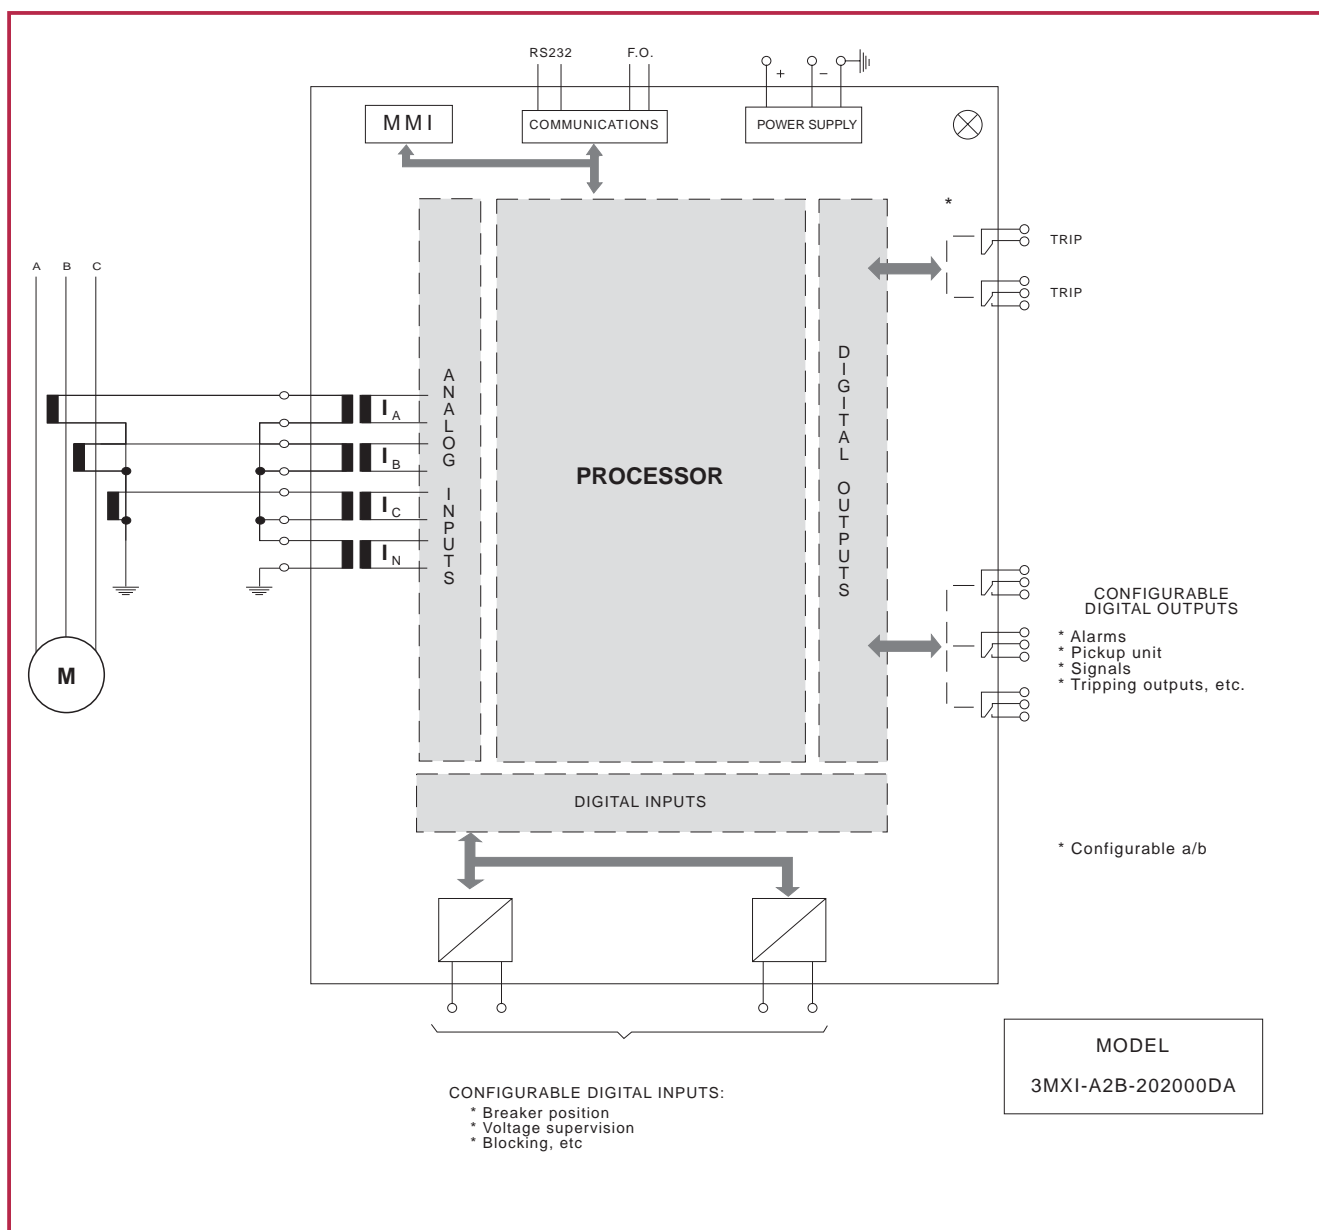 RS232
F.O.
+
–
MMI
COMMUNICATIONS
POWER SUPPLY
*
TRIP
TRIP
A B C
ANALOG INPUTS
PROCESSOR
DIGITAL OUTPUTS
IA
IB
IC
IN
M
CONFIGURABLE
DIGITAL OUTPUTS
* Alarms
* Pickup unit
* Signals
* Tripping outputs, etc.
DIGITAL INPUTS
* Configurable a/b
MODEL
3MXI-A2B-202000DA
CONFIGURABLE DIGITAL INPUTS:
* Breaker position
* Voltage supervision
* Blocking, etc